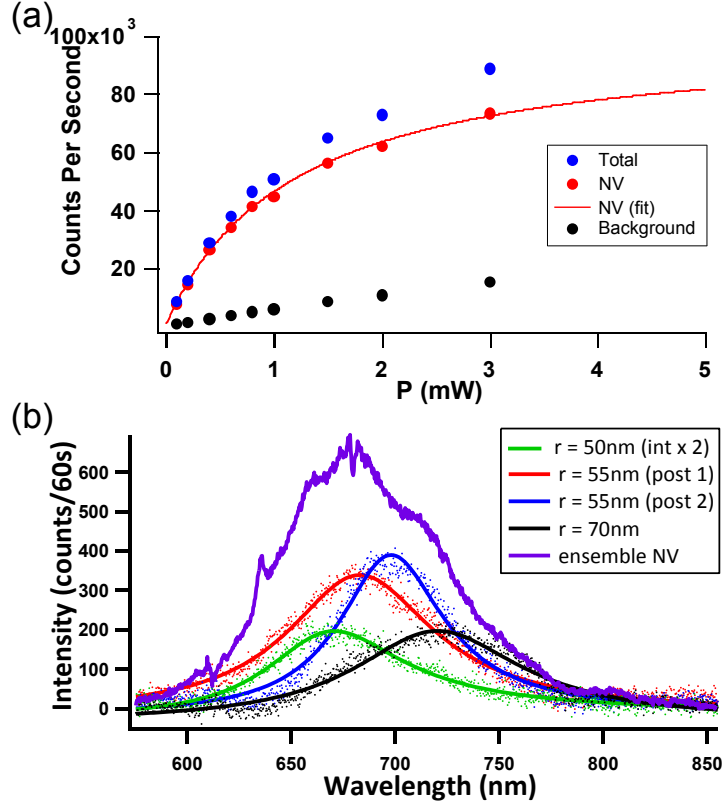 (a)
100x10 3
80
60
40
20
Counts Per Second
Total
NV
NV (fit)
Background
0 1 2 3 4 5
P (mW)
(b)
600
500
400
300
200
100
0
Intensity (counts/60s)
r = 50nm (int x 2)
r = 55nm (post 1)
r = 55nm (post 2)
r = 70nm
ensemble NV
600 650 700 750 800 850
Wavelength (nm)